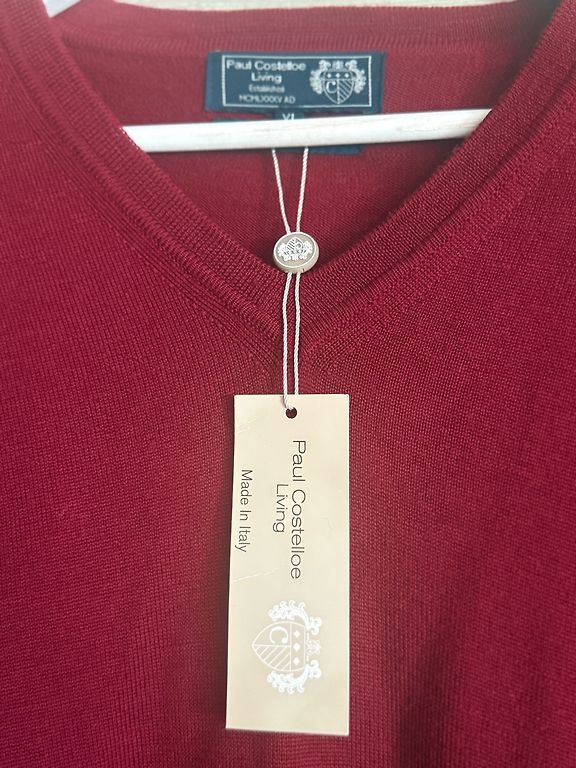 Paul Costelloe
Living
Established
MCMLXXXV AD
XL
Paul Costelloe
Living
Made In Italy
C